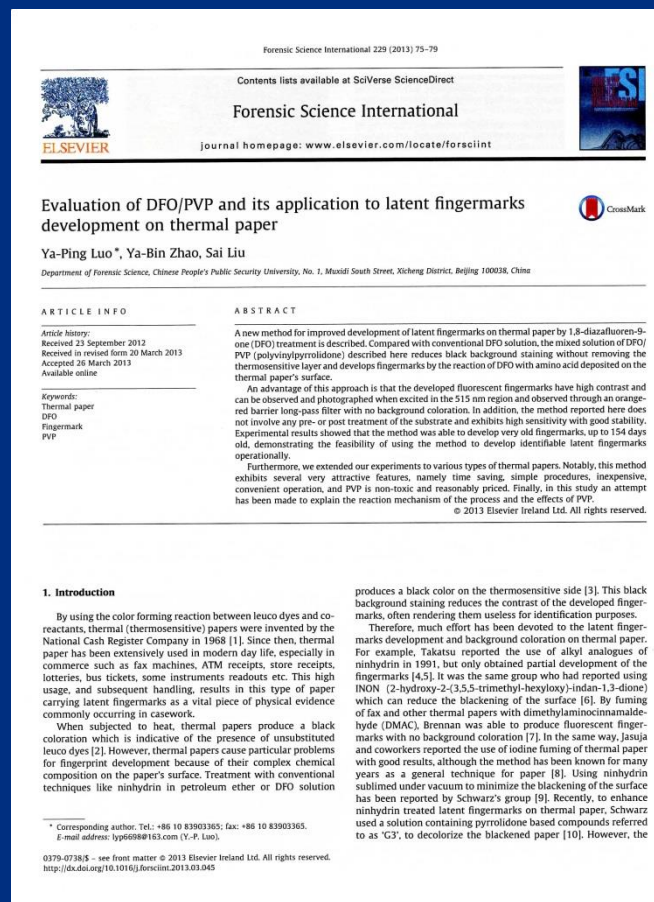 Forensic Science International 229 (2013) 75–79
Contents lists available at SciVerse ScienceDirect
Forensic Science International
journal homepage: www.elsevier.com/locate/forsciint
ELSEVIER
FSI
Evaluation of DFO/PVP and its application to latent fingermarks
development on thermal paper
CrossMark
Ya-Ping Luo*, Ya-Bin Zhao, Sai Liu
Department of Forensic Science, Chinese People's Public Security University, No. 1, Muxidi South Street, Xicheng District, Beijing 100038, China
ARTICLE INFO
Article history:
Received 23 September 2012
Received in revised form 20 March 2013
Accepted 26 March 2013
Available online
Keywords:
Thermal paper
DFO
Fingermark
PVP
ABSTRACT
A new method for improved development of latent fingermarks on thermal paper by 1,8-diazafluoren-9-
one (DFO) treatment is described. Compared with conventional DFO solution, the mixed solution of DFO/
PVP (polyvinylpyrrolidone) described here reduces black background staining without removing the
thermosensitive layer and develops fingermarks by the reaction of DFO with amino acid deposited on the
thermal paper's surface.
An advantage of this approach is that the developed fluorescent fingermarks have high contrast and
can be observed and photographed when excited in the 515 nm region and observed through an orange-
red barrier long-pass filter with no background coloration. In addition, the method reported here does
not involve any pre- or post treatment of the substrate and exhibits high sensitivity with good stability.
Experimental results showed that the method was able to develop very old fingermarks, up to 154 days
old, demonstrating the feasibility of using the method to develop identifiable latent fingermarks
operationally.
Furthermore, we extended our experiments to various types of thermal papers. Notably, this method
exhibits several very attractive features, namely time saving, simple procedures, inexpensive,
convenient operation, and PVP is non-toxic and reasonably priced. Finally, in this study an attempt
has been made to explain the reaction mechanism of the process and the effects of PVP.
© 2013 Elsevier Ireland Ltd. All rights reserved.
1. Introduction
By using the color forming reaction between leuco dyes and co-
reactants, thermal (thermosensitive) papers were invented by the
National Cash Register Company in 1968 [1]. Since then, thermal
paper has been extensively used in modern day life, especially in
commerce such as fax machines, ATM receipts, store receipts,
lotteries, bus tickets, some instruments readouts etc. This high
usage, and subsequent handling, results in this type of paper
carrying latent fingermarks as a vital piece of physical evidence
commonly occurring in casework.
When subjected to heat, thermal papers produce a black
coloration which is indicative of the presence of unsubstituted
leuco dyes [2]. However, thermal papers cause particular problems
for fingerprint development because of their complex chemical
composition on the paper's surface. Treatment with conventional
techniques like ninhydrin in petroleum ether or DFO solution
* Corresponding author. Tel.: +86 10 83903365; fax: +86 10 83903365.
E-mail address: lyp6698@163.com (Y.-P. Luo).
0379-0738/$ – see front matter © 2013 Elsevier Ireland Ltd. All rights reserved.
http://dx.doi.org/10.1016/j.forsciint.2013.03.045
produces a black color on the thermosensitive side [3]. This black
background staining reduces the contrast of the developed finger-
marks, often rendering them useless for identification purposes.
Therefore, much effort has been devoted to the latent finger-
marks development and background coloration on thermal paper.
For example, Takatsu reported the use of alkyl analogues of
ninhydrin in 1991, but only obtained partial development of the
fingermarks [4,5]. It was the same group who had reported using
INON (2-hydroxy-2-(3,5,5-trimethyl-hexyloxy)-indan-1,3-dione)
which can reduce the blackening of the surface [6]. By fuming
of fax and other thermal papers with dimethylaminocinnamalde-
hyde (DMAC), Brennan was able to produce fluorescent finger-
marks with no background coloration [7]. In the same way, Jasuja
and coworkers reported the use of iodine fuming of thermal paper
with good results, although the method has been known for many
years as a general technique for paper [8]. Using ninhydrin
sublimed under vacuum to minimize the blackening of the surface
has been reported by Schwarz's group [9]. Recently, to enhance
ninhydrin treated latent fingermarks on thermal paper, Schwarz
used a solution containing pyrrolidone based compounds referred
to as 'G3', to decolorize the blackened paper [10]. However, the